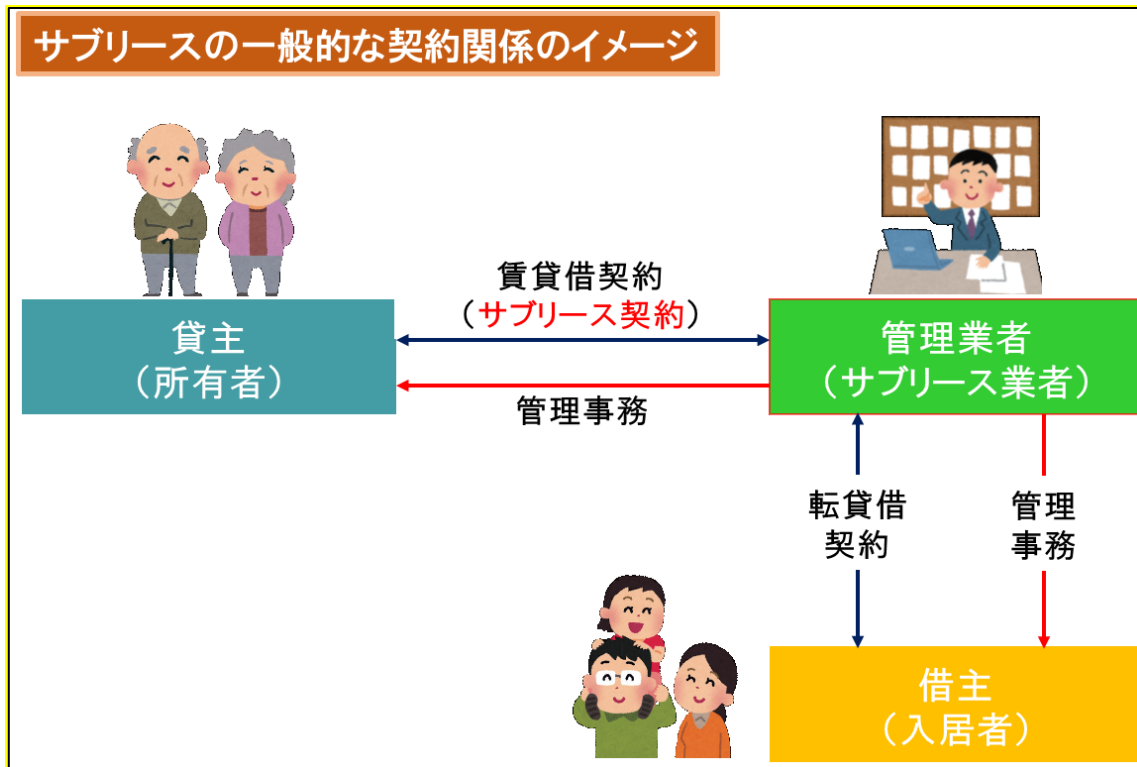 サブリースの一般的な契約関係のイメージ
賃貸借契約
（サブリース契約）
貸主
（所有者）
管理業者
（サブリース業者）
管理事務
転貸借
契約
管理
事務
借主
（入居者）